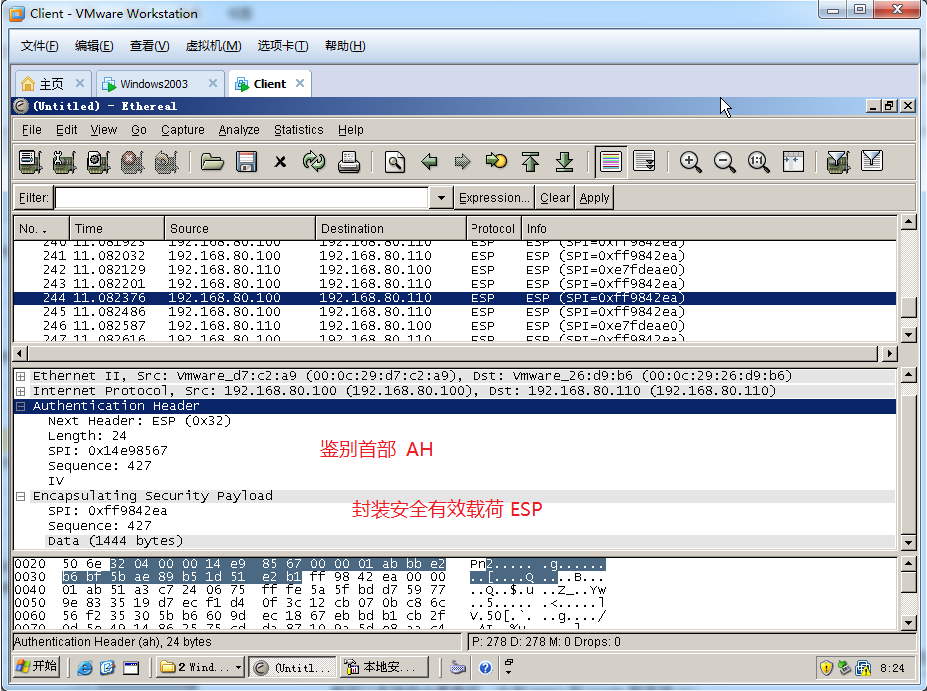 Client - VMware Workstation
文件(F) 编辑(E) 查看(V) 虚拟机(M) 选项卡(T) 帮助(H)
主页 Windows2003 Client
(Untitled) - Ethereal
File Edit View Go Capture Analyze Statistics Help
Filter: Expression... Clear Apply
No. . Time Source Destination Protocol Info
240 11.081923 192.168.80.100 192.168.80.110 ESP ESP (SPI=0xff9842ea)
241 11.082032 192.168.80.100 192.168.80.110 ESP ESP (SPI=0xff9842ea)
242 11.082129 192.168.80.110 192.168.80.100 ESP ESP (SPI=0xe7fdeae0)
243 11.082201 192.168.80.100 192.168.80.110 ESP ESP (SPI=0xff9842ea)
244 11.082376 192.168.80.100 192.168.80.110 ESP ESP (SPI=0xff9842ea)
245 11.082486 192.168.80.100 192.168.80.110 ESP ESP (SPI=0xff9842ea)
246 11.082587 192.168.80.110 192.168.80.100 ESP ESP (SPI=0xe7fdeae0)
247 11.082616 192.168.80.100 192.168.80.110 ESP ESP (SPI=0xff9842ea)
Ethernet II, Src: Vmware_d7:c2:a9 (00:0c:29:d7:c2:a9), Dst: Vmware_26:d9:b6 (00:0c:29:26:d9:b6)
Internet Protocol, Src: 192.168.80.100 (192.168.80.100), Dst: 192.168.80.110 (192.168.80.110)
Authentication Header
Next Header: ESP (0x32)
Length: 24
SPI: 0x14e98567
鉴别首部 AH
Sequence: 427
IV
Encapsulating Security Payload
SPI: 0xff9842ea
封装安全有效载荷 ESP
Sequence: 427
Data (1444 bytes)
0020 50 6e 32 04 00 00 14 e9 85 67 00 00 01 ab bb e2 Pn2..... .g......
0030 b6 bf 5b ae 89 b5 1d 51 e2 b1 ff 98 42 ea 00 00 ..[....Q ....B...
0040 01 ab 51 a3 c7 24 06 75 ff fe 5a 5f bd d7 59 77 ..Q..$.u ..Z_..Yw
0050 9e 83 35 19 d7 ec f1 d4 0f 3c 12 cb 07 0b c8 6c ..5..... .<.....l
0060 56 f2 35 30 5b b6 60 9d ec 18 67 eb bd b1 cb 2f V.50[.`. ..g..../
Authentication Header (ah), 24 bytes P: 278 D: 278 M: 0 Drops: 0
开始 2 Wind... (Untitl... 本地安... 8:24